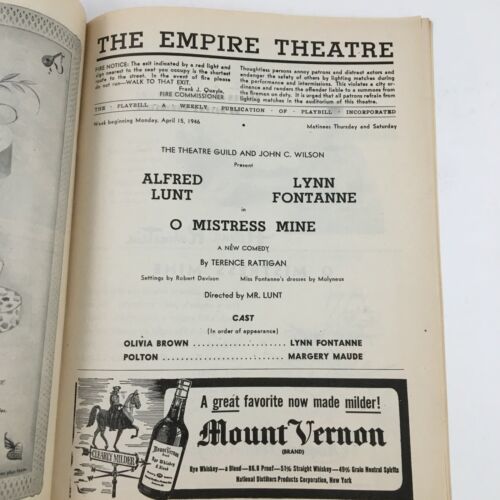 THE EMPIRE THEATRE
FIRE NOTICE: The exit indicated by a red light and
sign nearest to the seat you occupy is the shortest
route to the street. In the event of fire please
do not run—WALK TO THAT EXIT.
Frank J. Quayle,
FIRE COMMISSIONER
Thoughtless persons annoy patrons and distract actors and
endanger the safety of others by lighting matches during
the performance and intermissions. This violates a city or-
dinance and renders the offender liable to a summons from
the fireman on duty. It is urged that all patrons refrain from
lighting matches in the auditorium of this theatre.
THE · PLAYBILL · A · WEEKLY · PUBLICATION · OF · PLAYBILL · INCORPORATED
Week beginning Monday, April 15, 1946
Matinees Thursday and Saturday
THE THEATRE GUILD AND JOHN C. WILSON
Present
ALFRED LUNT
LYNN FONTANNE
in
O MISTRESS MINE
A NEW COMEDY
By TERENCE RATTIGAN
Settings by Robert Davison
Miss Fontanne's dresses by Molyneux
Directed by MR. LUNT
CAST
(In order of appearance)
OLIVIA BROWN .................... LYNN FONTANNE
POLTON .......................... MARGERY MAUDE
A great favorite now made milder!
Mount Vernon
(BRAND)
Rye Whiskey—a Blend—86.8 Proof—51% Straight Whiskey—49% Grain Neutral Spirits
National Distillers Products Corporation, New York
CLEARLY MILDER
Mount Vernon
Rye Whiskey
A Blend